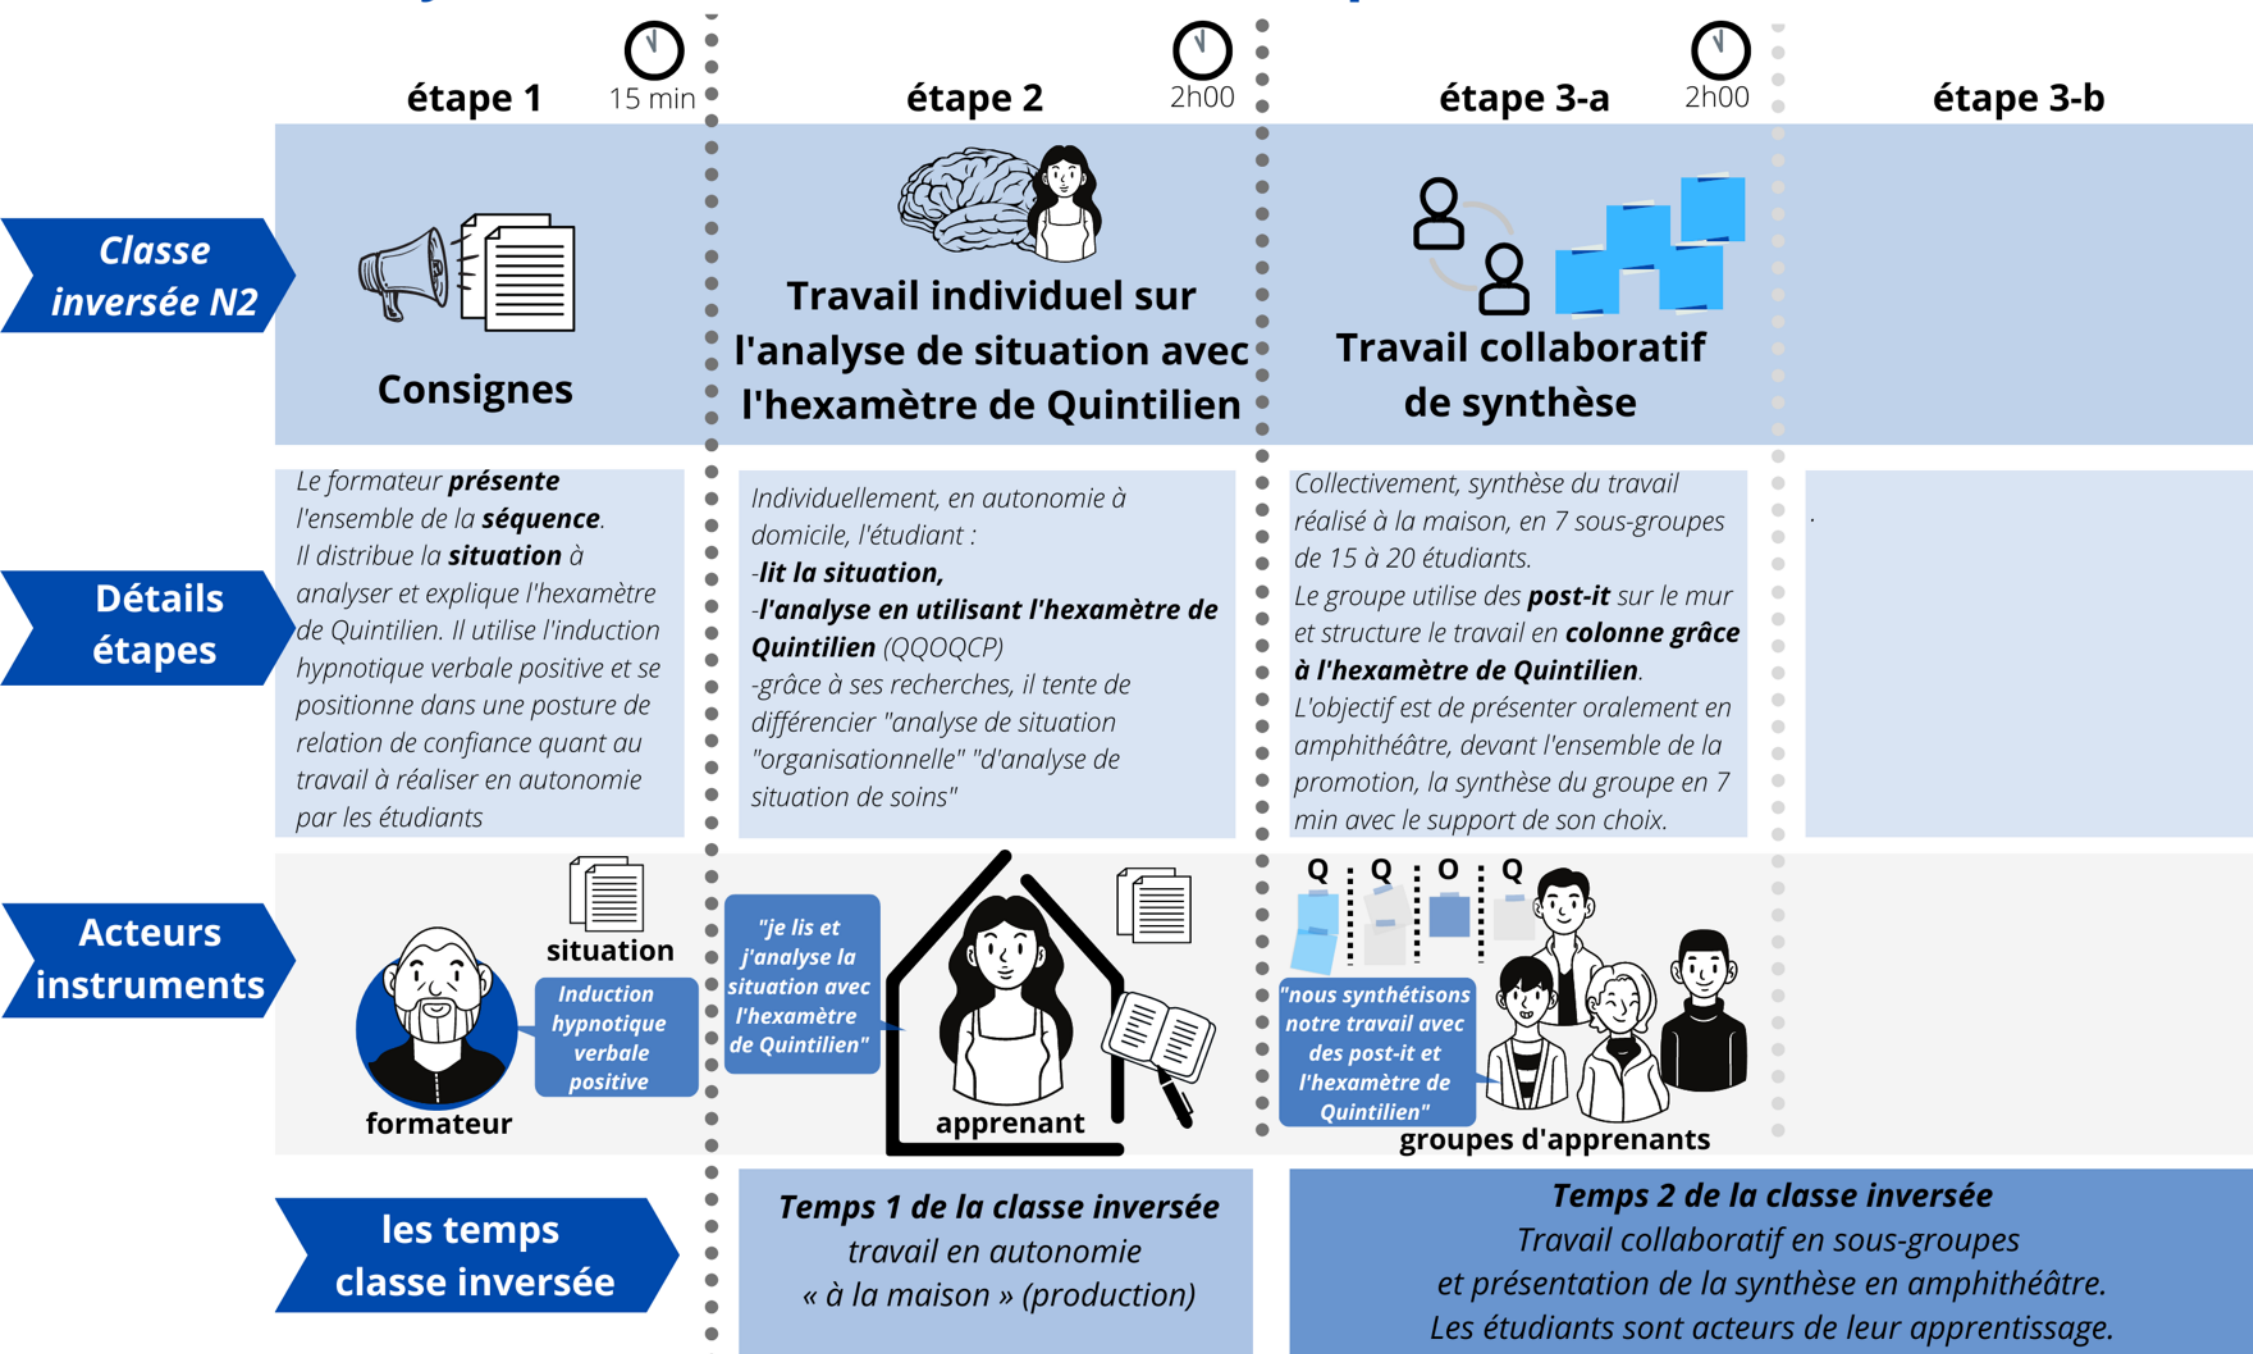 étape 1
15 min
étape 2
2h00
étape 3-a
2h00
étape 3-b
Classe
inversée N2
Consignes
Travail individuel sur
l'analyse de situation avec
l'hexamètre de Quintilien
Travail collaboratif
de synthèse
Détails
étapes
Le formateur présente
l'ensemble de la séquence.
Il distribue la situation à
analyser et explique l'hexamètre
de Quintilien. Il utilise l'induction
hypnotique verbale positive et se
positionne dans une posture de
relation de confiance quant au
travail à réaliser en autonomie
par les étudiants
Individuellement, en autonomie à
domicile, l'étudiant :
-lit la situation,
-l'analyse en utilisant l'hexamètre de
Quintilien (QQOQCP)
-grâce à ses recherches, il tente de
différencier "analyse de situation
"organisationnelle" "d'analyse de
situation de soins"
Collectivement, synthèse du travail
réalisé à la maison, en 7 sous-groupes
de 15 à 20 étudiants.
Le groupe utilise des post-it sur le mur
et structure le travail en colonne grâce
à l'hexamètre de Quintilien.
L'objectif est de présenter oralement en
amphithéâtre, devant l'ensemble de la
promotion, la synthèse du groupe en 7
min avec le support de son choix.
.
Acteurs
instruments
situation
Induction
hypnotique
verbale
positive
formateur
"je lis et
j'analyse la
situation avec
l'hexamètre
de Quintilien"
apprenant
Q Q O Q
"nous synthétisons
notre travail avec
des post-it et
l'hexamètre de
Quintilien"
groupes d'apprenants
les temps
classe inversée
Temps 1 de la classe inversée
travail en autonomie
« à la maison » (production)
Temps 2 de la classe inversée
Travail collaboratif en sous-groupes
et présentation de la synthèse en amphithéâtre.
Les étudiants sont acteurs de leur apprentissage.